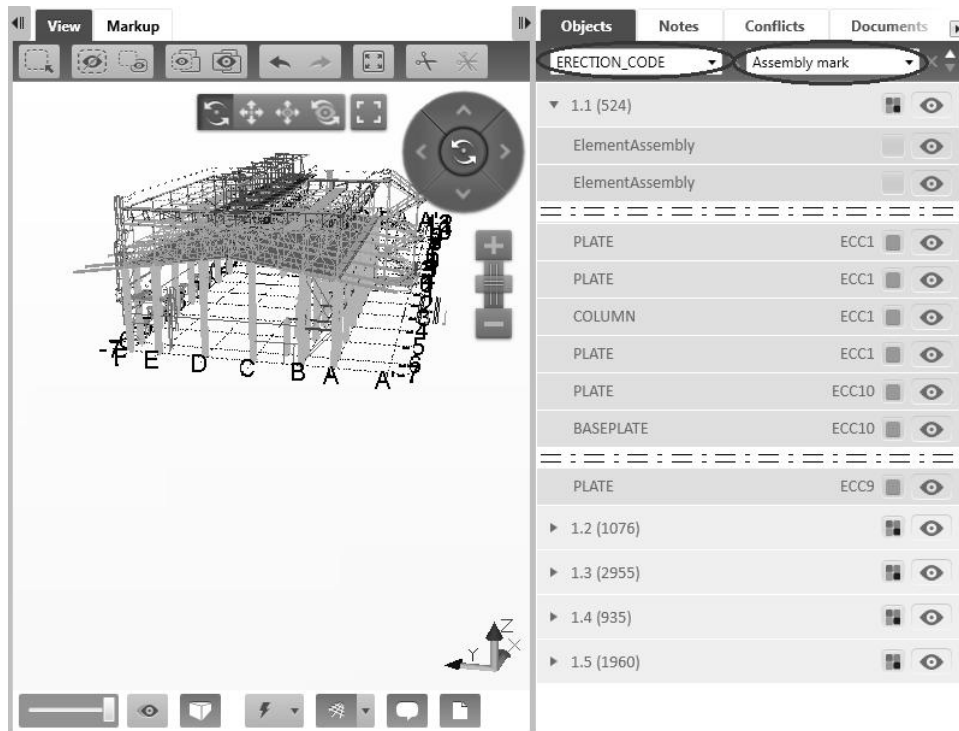 View Markup
Objects Notes Conflicts Documents
ERECTION_CODE Assembly mark
1.1 (524)
ElementAssembly
ElementAssembly
PLATE ECC1
PLATE ECC1
COLUMN ECC1
PLATE ECC1
PLATE ECC10
BASEPLATE ECC10
PLATE ECC9
1.2 (1076)
1.3 (2955)
1.4 (935)
1.5 (1960)
F E D C B A A'
Z
Y X